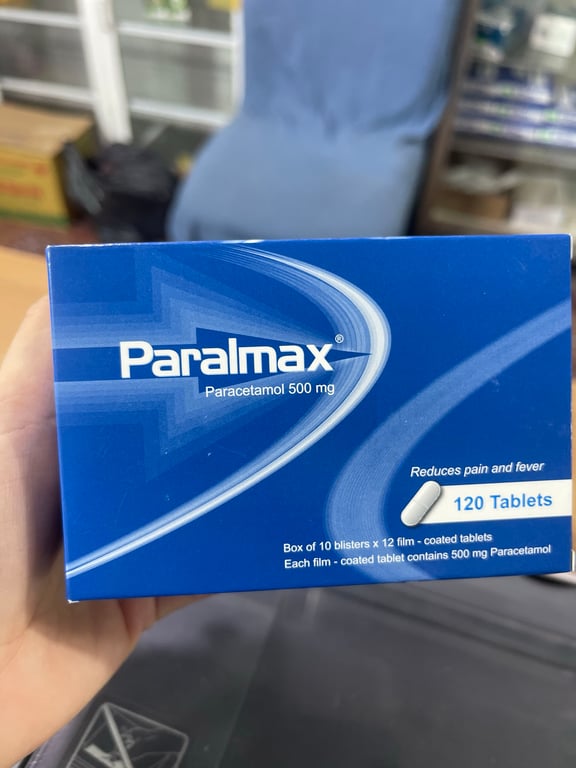 Paralmax®
Paracetamol 500 mg
Reduces pain and fever
120 Tablets
Box of 10 blisters x 12 film - coated tablets
Each film - coated tablet contains 500 mg Paracetamol